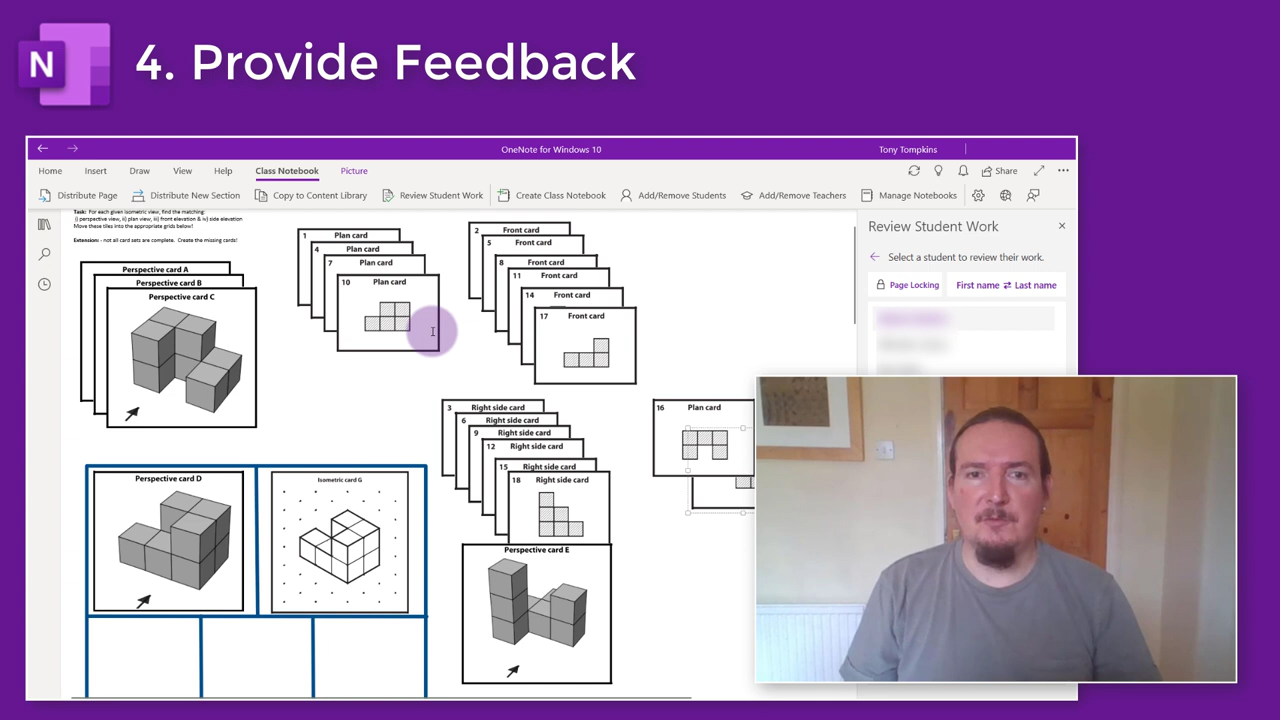 N
4. Provide Feedback
OneNote for Windows 10
Tony Tompkins
Home
Insert
Draw
View
Help
Class Notebook
Picture
Share
Distribute Page
Distribute New Section
Copy to Content Library
Review Student Work
Create Class Notebook
Add/Remove Students
Add/Remove Teachers
Manage Notebooks
Task: For each given isometric view, find the matching:
i) perspective view, ii) plan view, iii) front elevation & iv) side elevation
Move these tiles into the appropriate grids below!
Extension: - not all card sets are complete. Create the missing cards!
Perspective card A
Perspective card B
Perspective card C
1 Plan card
4 Plan card
7 Plan card
10 Plan card
2 Front card
5 Front card
8 Front card
11 Front card
14 Front card
17 Front card
Review Student Work
Select a student to review their work.
Page Locking
First name
Last name
3 Right side card
6 Right side card
9 Right side card
12 Right side card
15 Right side card
18 Right side card
16 Plan card
Perspective card D
Isometric card G
Perspective card E